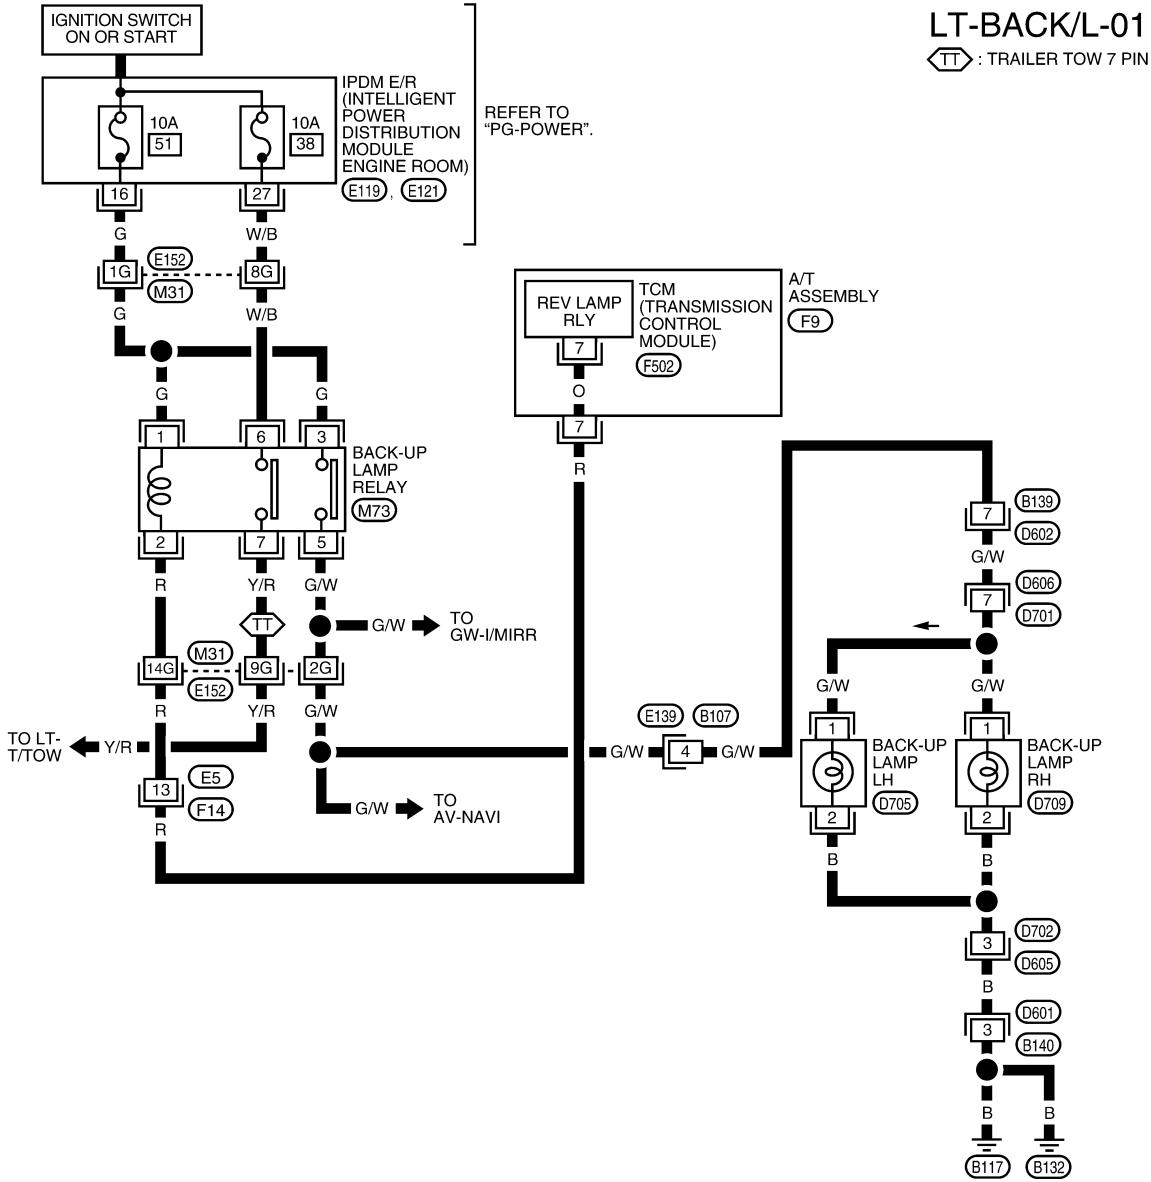 LT-BACK/L-01
TT : TRAILER TOW 7 PIN
IGNITION SWITCH
ON OR START
IPDM E/R
(INTELLIGENT
POWER
DISTRIBUTION
MODULE
ENGINE ROOM)
E119 , E121
REFER TO
“PG-POWER”.
10A
51
10A
38
16
27
G
W/B
1G
E152
M31
8G
G
W/B
G
G
1
6
3
BACK-UP
LAMP
RELAY
M73
2
7
5
R
Y/R
G/W
TT
G/W
TO
GW-I/MIRR
14G
M31
E152
9G
2G
R
Y/R
G/W
TO LT-
T/TOW
Y/R
13
E5
F14
R
G/W
TO
AV-NAVI
REV LAMP
RLY
TCM
(TRANSMISSION
CONTROL
MODULE)
F502
A/T
ASSEMBLY
F9
7
O
7
R
G/W
E139
B107
4
G/W
7
B139
D602
G/W
7
D606
D701
G/W
G/W
1
1
BACK-UP
LAMP
LH
D705
BACK-UP
LAMP
RH
D709
2
2
B
B
3
D702
D605
B
3
D601
B140
B
B
B117
B132